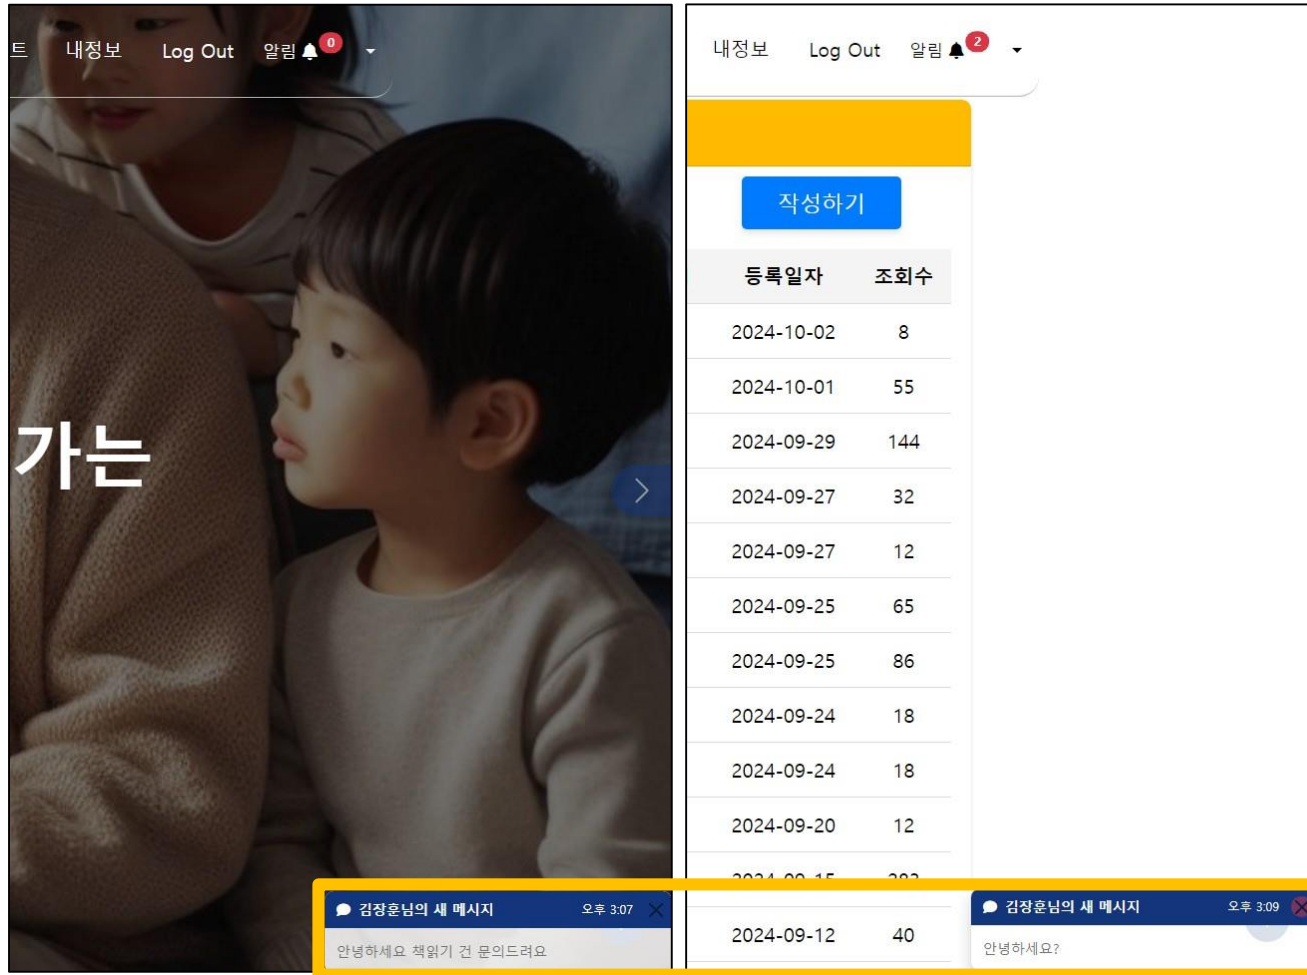 트 내정보 Log Out 알림 0
가는
김장훈님의 새 메시지 오후 3:07
안녕하세요 책읽기 건 문의드려요
내정보 Log Out 알림 2
작성하기
등록일자 조회수
2024-10-02 8
2024-10-01 55
2024-09-29 144
2024-09-27 32
2024-09-27 12
2024-09-25 65
2024-09-25 86
2024-09-24 18
2024-09-24 18
2024-09-20 12
2024-09-12 40
김장훈님의 새 메시지 오후 3:09
안녕하세요?